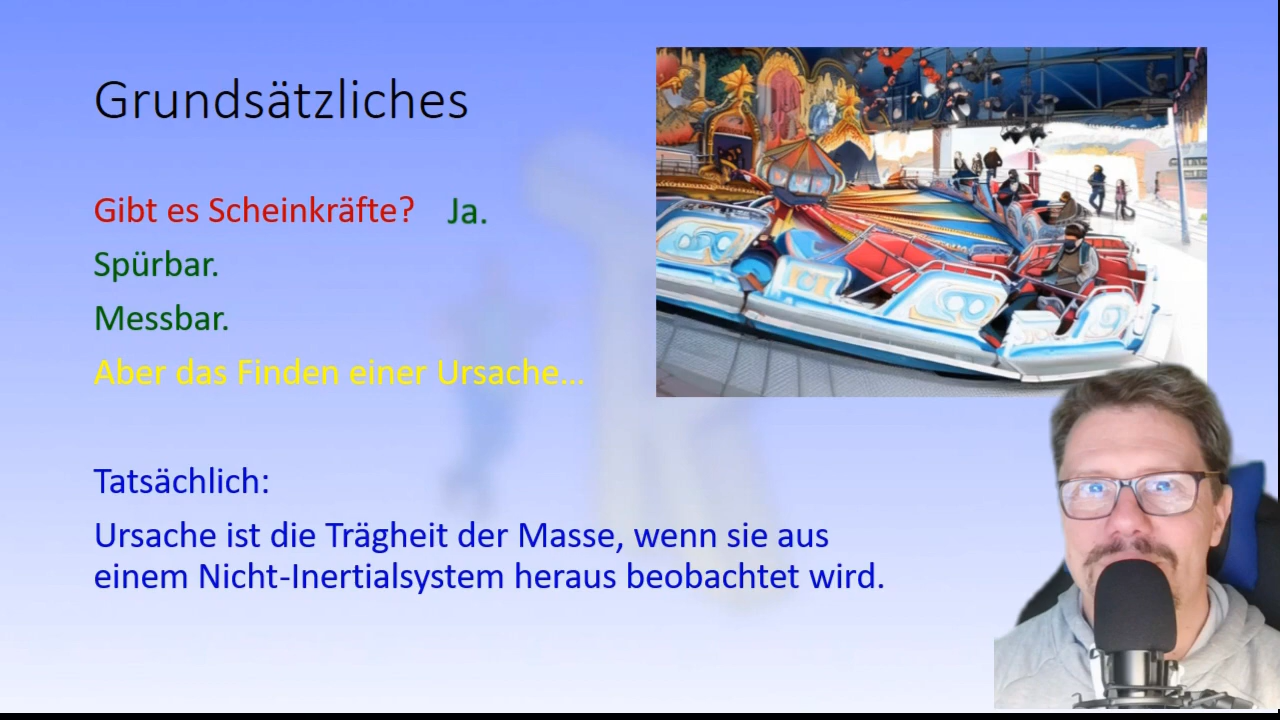 Grundsätzliches
Gibt es Scheinkräfte? Ja.
Spürbar.
Messbar.
Aber das Finden einer Ursache...
Tatsächlich:
Ursache ist die Trägheit der Masse, wenn sie aus
einem Nicht-Inertialsystem heraus beobachtet wird.